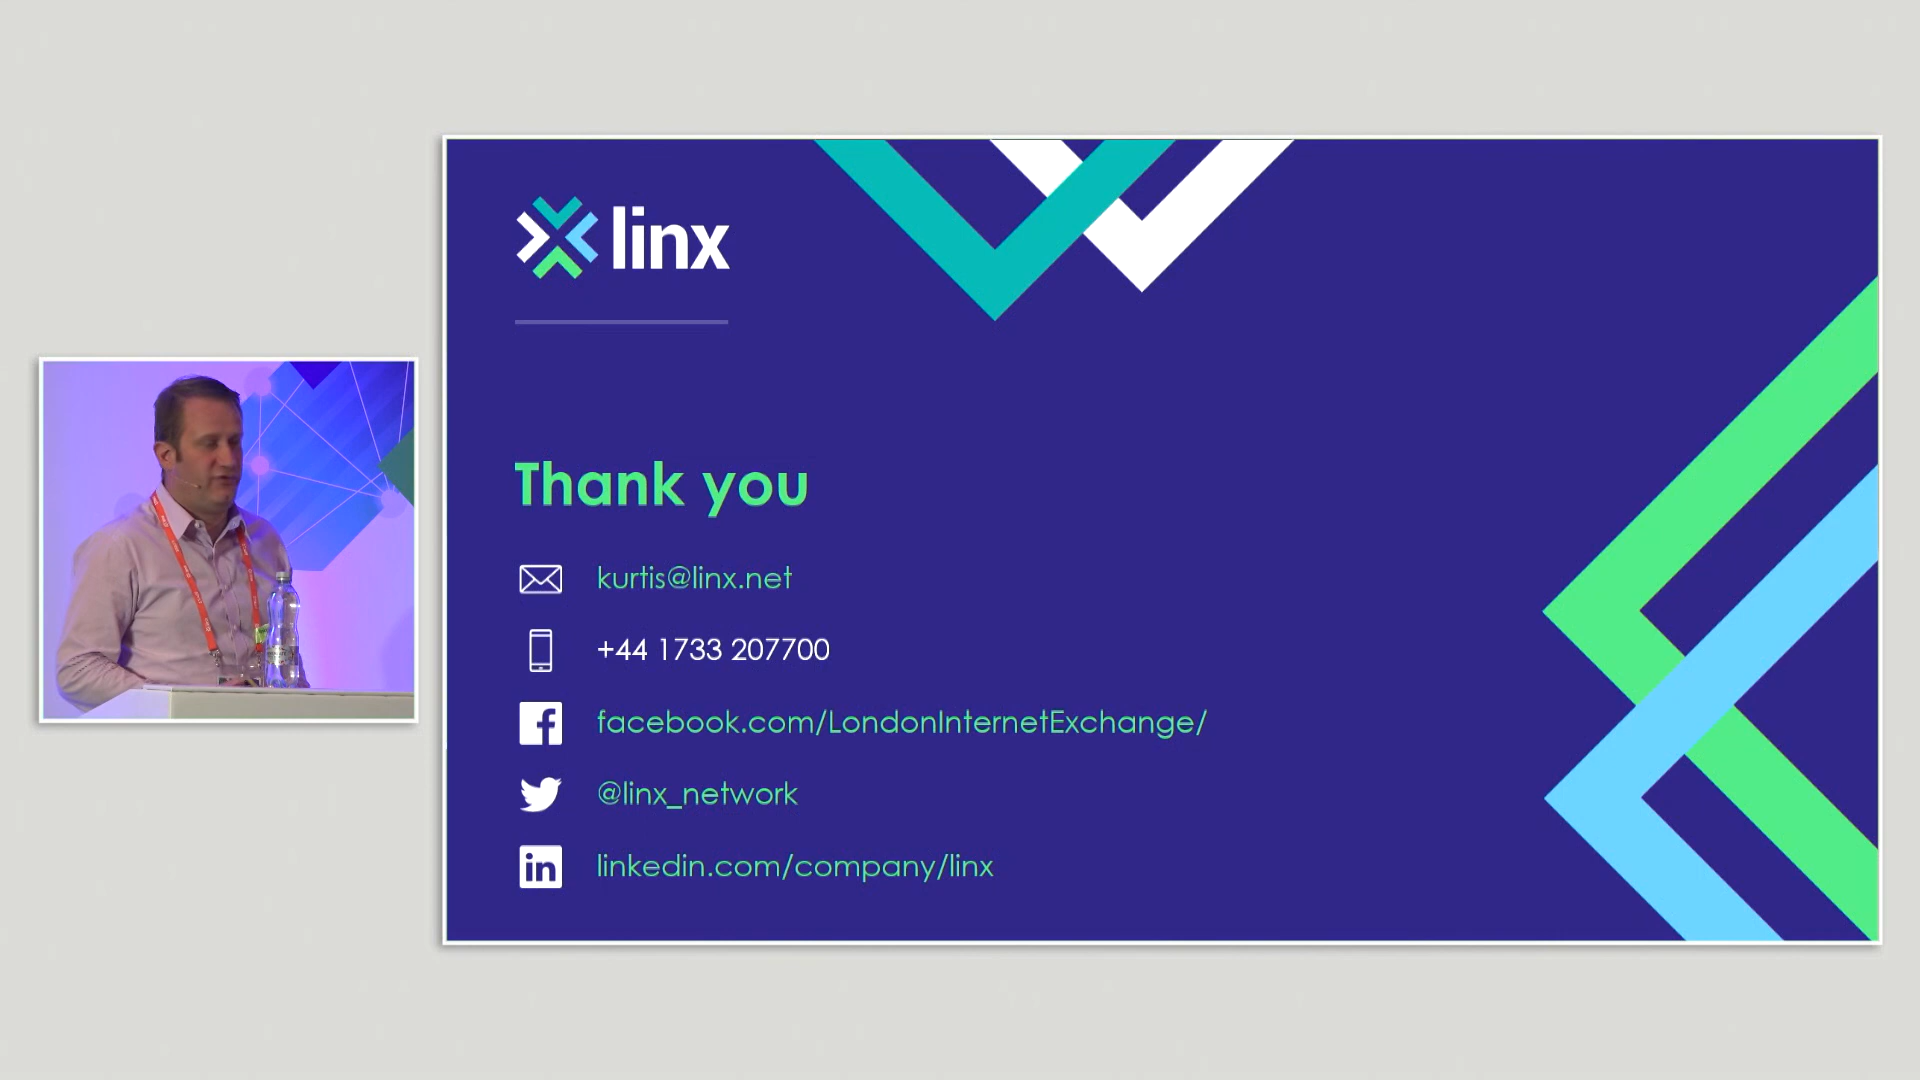 linx
Thank you
kurtis@linx.net
+44 1733 207700
facebook.com/LondonInternetExchange/
@linx_network
linkedin.com/company/linx